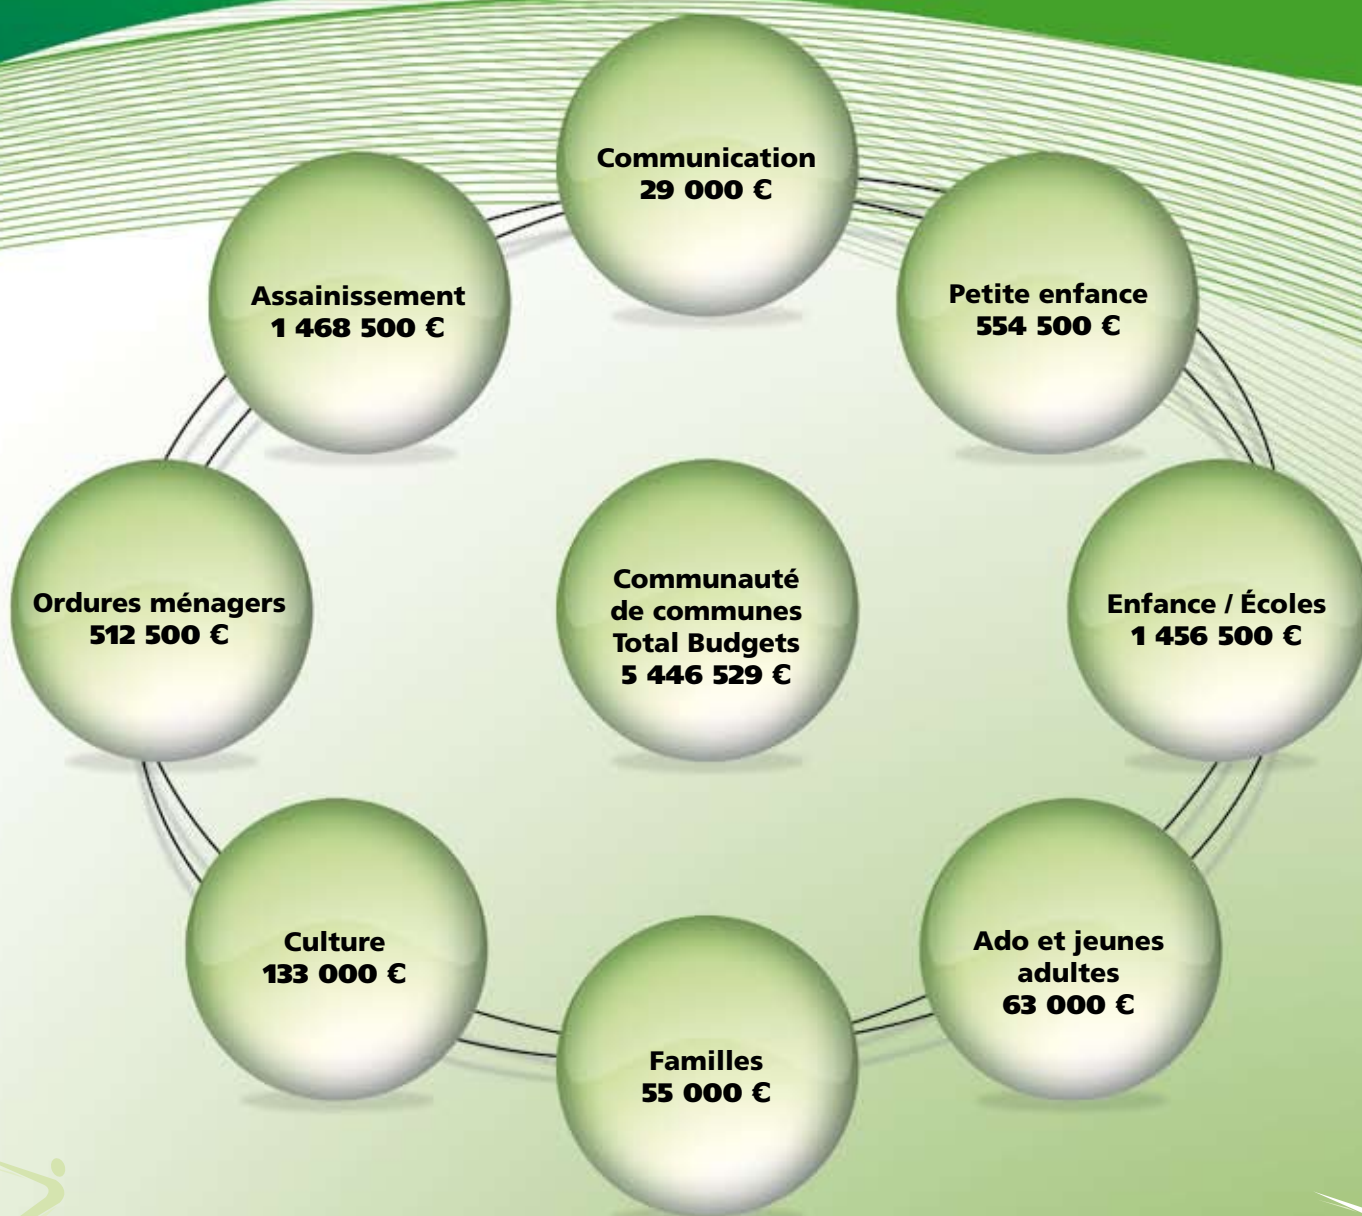 Communication
29 000 €
Assainissement
1 468 500 €
Petite enfance
554 500 €
Ordures ménagers
512 500 €
Communauté
de communes
Total Budgets
5 446 529 €
Enfance / Écoles
1 456 500 €
Culture
133 000 €
Ado et jeunes
adultes
63 000 €
Familles
55 000 €